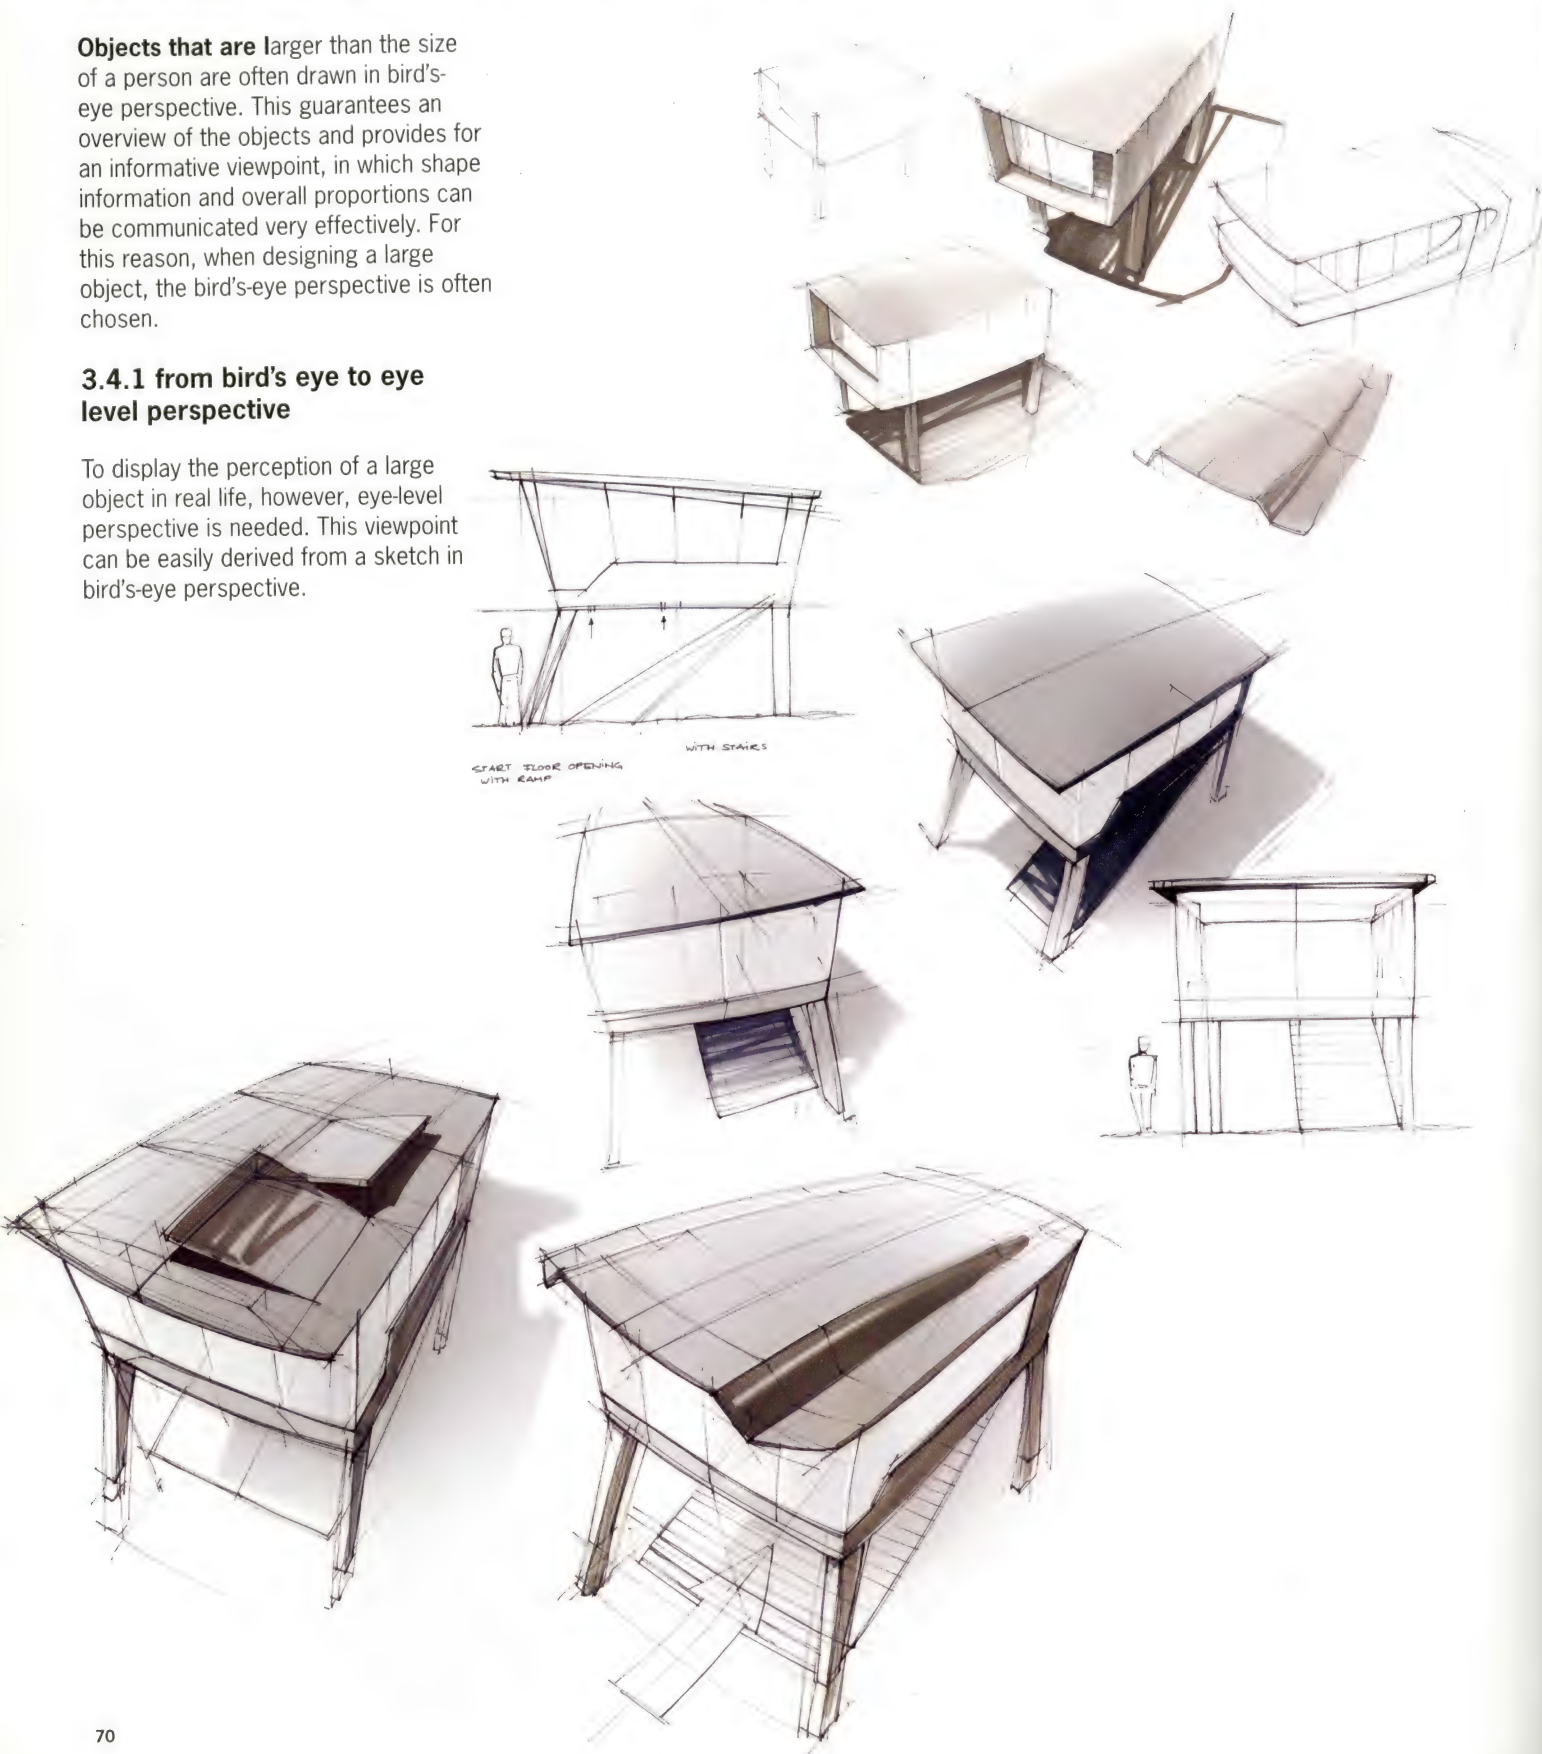 Objects that are larger than the size
of a person are often drawn in bird's-
eye perspective. This guarantees an
overview of the objects and provides for
an informative viewpoint, in which shape
information and overall proportions can
be communicated very effectively. For
this reason, when designing a large
object, the bird's-eye perspective is often
chosen.
3.4.1 from bird's eye to eye
level perspective
To display the perception of a large
object in real life, however, eye-level
perspective is needed. This viewpoint
can be easily derived from a sketch in
bird's-eye perspective.
WITH STAIRS
START FLOOR OPENING
WITH RAMP
70